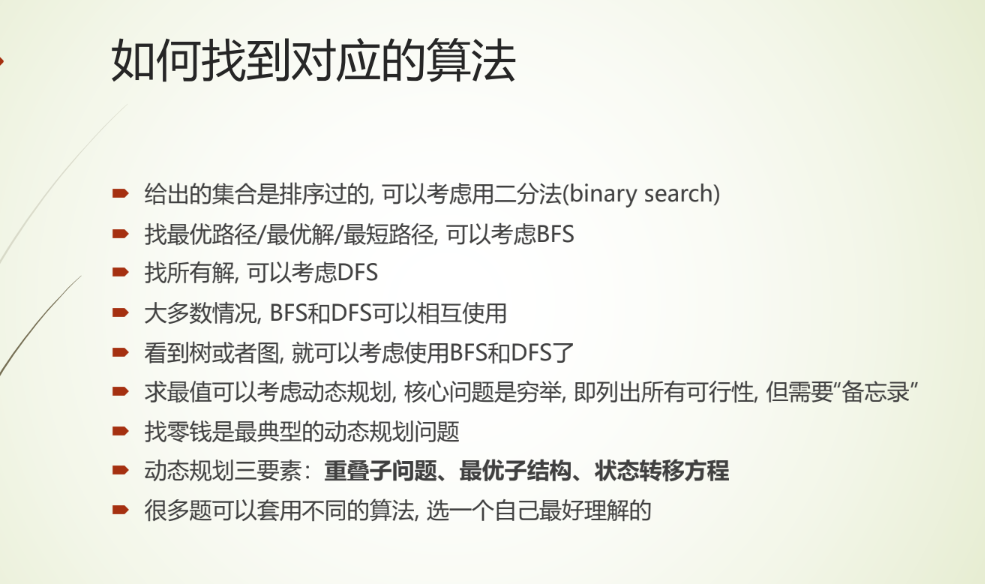 如何找到对应的算法
给出的集合是排序过的, 可以考虑用二分法(binary search)
找最优路径/最优解/最短路径, 可以考虑BFS
找所有解, 可以考虑DFS
大多数情况, BFS和DFS可以相互使用
看到树或者图, 就可以考虑使用BFS和DFS了
求最值可以考虑动态规划, 核心问题是穷举, 即列出所有可行性, 但需要“备忘录”
找零钱是最典型的动态规划问题
动态规划三要素：重叠子问题、最优子结构、状态转移方程
很多题可以套用不同的算法, 选一个自己最好理解的